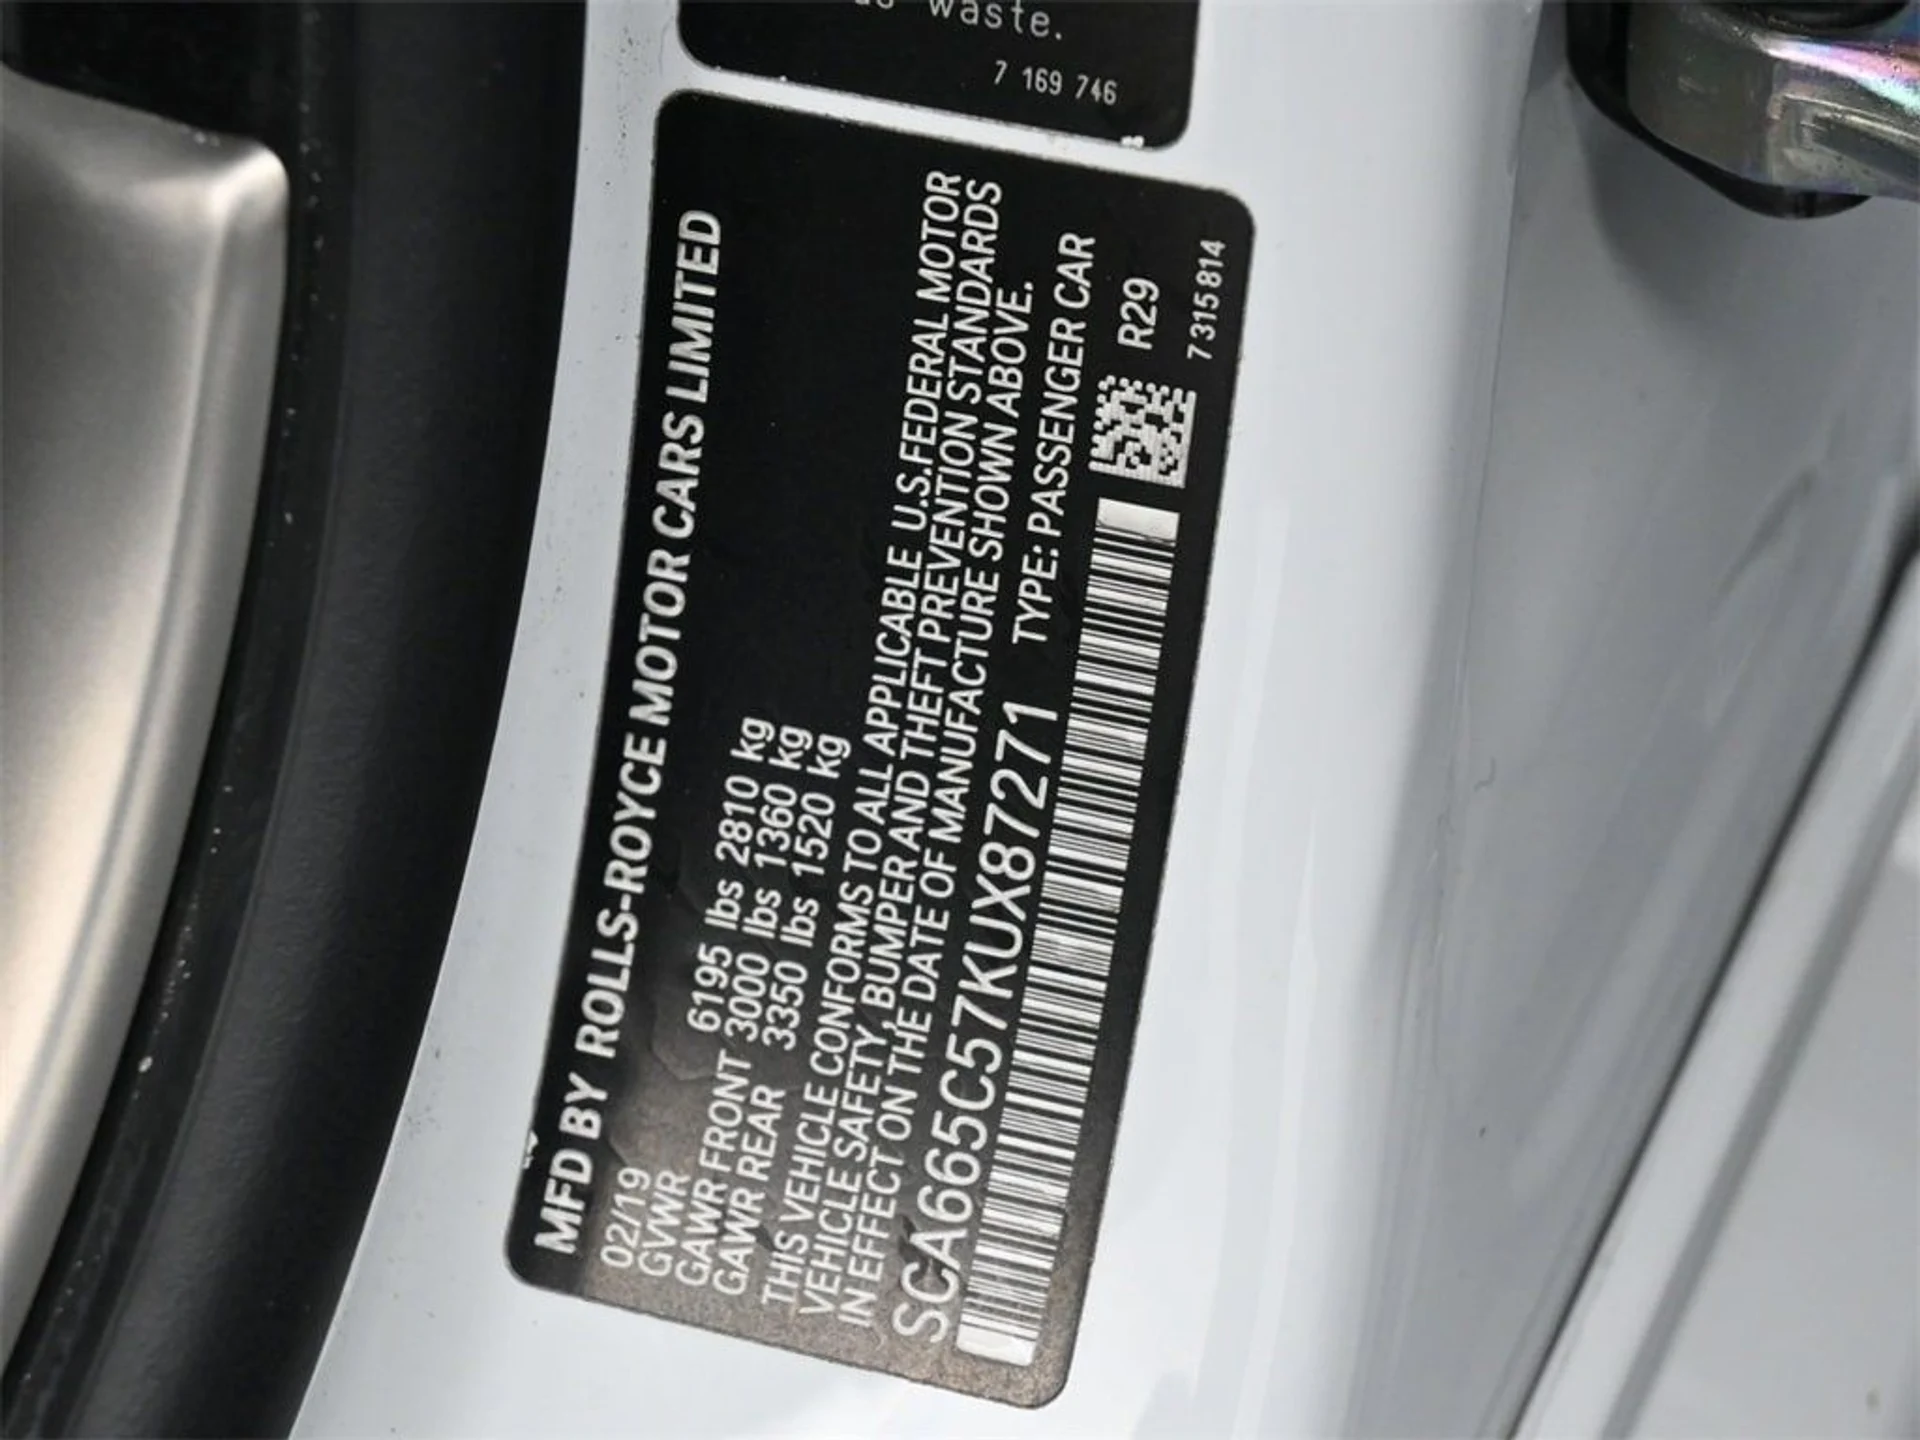 waste.
7 169 746
MFD BY ROLLS-ROYCE MOTOR CARS LIMITED
02/19
GVWR 6195 lbs 2810 kg
GAWR FRONT 3000 lbs 1360 kg
GAWR REAR 3350 lbs 1520 kg
THIS VEHICLE CONFORMS TO ALL APPLICABLE U.S.FEDERAL MOTOR
VEHICLE SAFETY, BUMPER AND THEFT PREVENTION STANDARDS
IN EFFECT ON THE DATE OF MANUFACTURE SHOWN ABOVE.
SCA665C57KUX87271 TYPE: PASSENGER CAR
R29
7315814